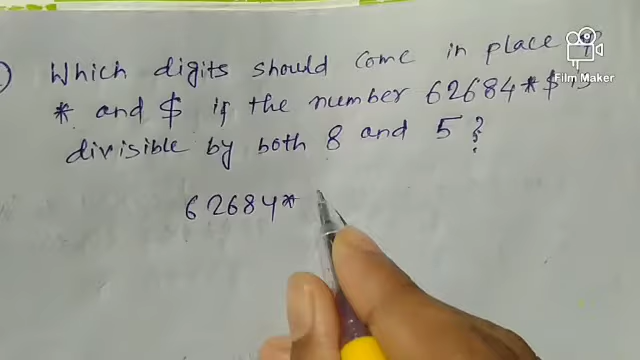 ) Which digits should come in place of
* and $ if the number 62684*$ is
divisible by both 8 and 5 ?
62684*
Film Maker